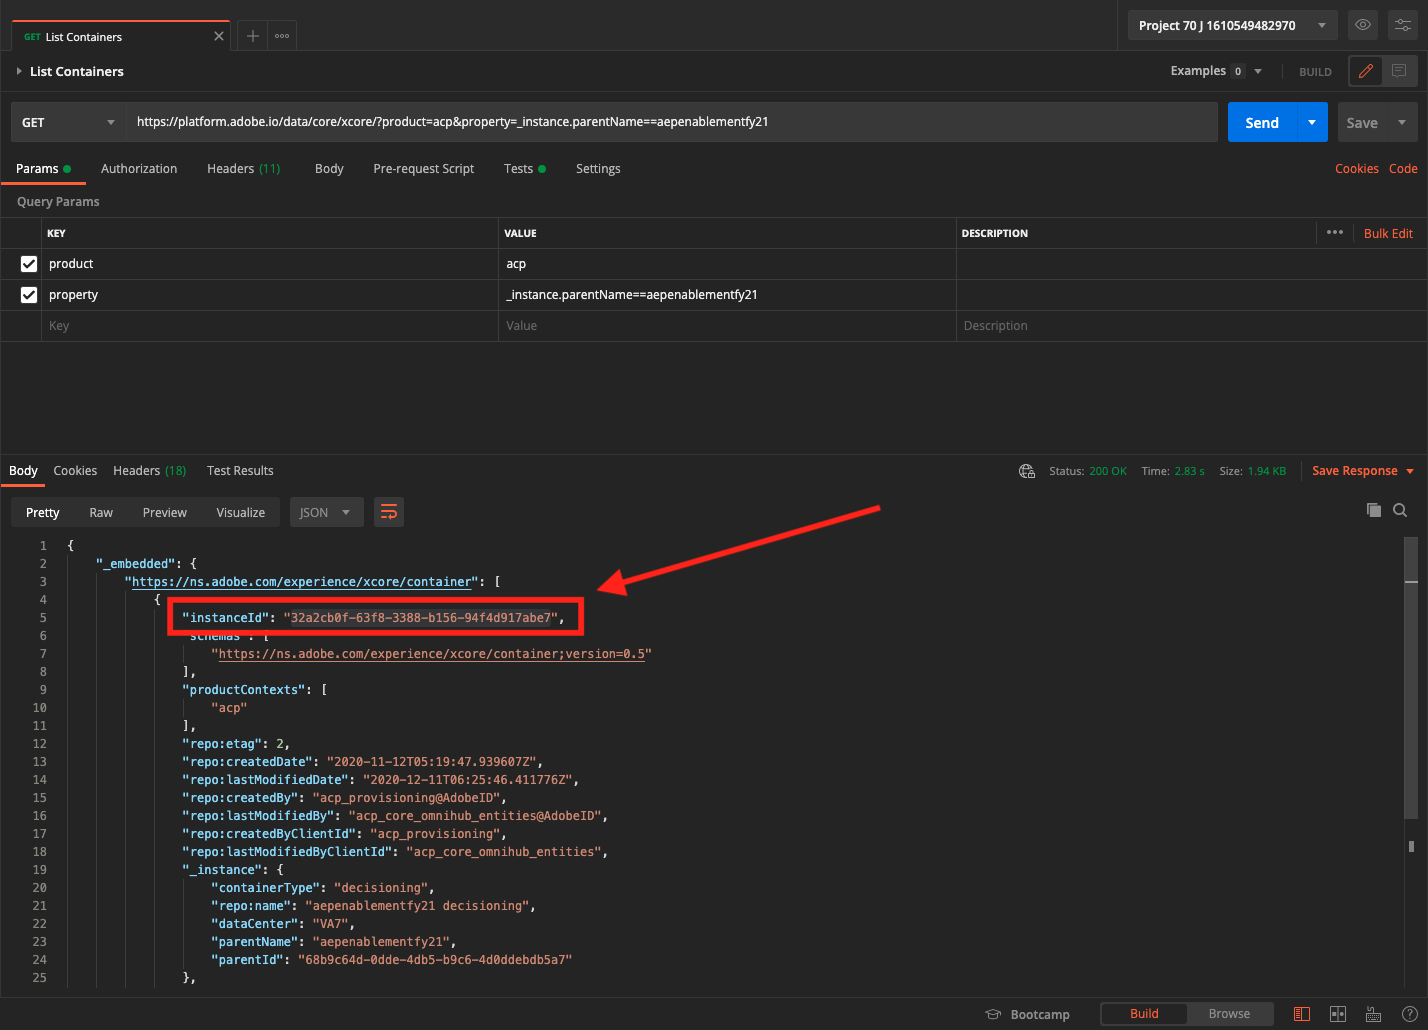 GET List Containers
Project 70 J 1610549482970
List Containers
Examples 0
BUILD
GET
https://platform.adobe.io/data/core/xcore/?product=acp&property=_instance.parentName==aepenablementfy21
Send
Save
Params
Authorization
Headers (11)
Body
Pre-request Script
Tests
Settings
Cookies
Code
Query Params
KEY
VALUE
DESCRIPTION
Bulk Edit
product
acp
property
_instance.parentName==aepenablementfy21
Key
Value
Description
Body
Cookies
Headers (18)
Test Results
Status: 200 OK
Time: 2.83 s
Size: 1.94 KB
Save Response
Pretty
Raw
Preview
Visualize
JSON
1 {
2 "_embedded": {
3 "https://ns.adobe.com/experience/xcore/container": [
4 {
5 "instanceId": "32a2cb0f-63f8-3388-b156-94f4d917abe7",
6 schemas": [
7 "https://ns.adobe.com/experience/xcore/container;version=0.5"
8 ],
9 "productContexts": [
10 "acp"
11 ],
12 "repo:etag": 2,
13 "repo:createdDate": "2020-11-12T05:19:47.939607Z",
14 "repo:lastModifiedDate": "2020-12-11T06:25:46.411776Z",
15 "repo:createdBy": "acp_provisioning@AdobeID",
16 "repo:lastModifiedBy": "acp_core_omnihub_entities@AdobeID",
17 "repo:createdByClientId": "acp_provisioning",
18 "repo:lastModifiedByClientId": "acp_core_omnihub_entities",
19 "_instance": {
20 "containerType": "decisioning",
21 "repo:name": "aepenablementfy21 decisioning",
22 "dataCenter": "VA7",
23 "parentName": "aepenablementfy21",
24 "parentId": "68b9c64d-0dde-4db5-b9c6-4d0ddebdb5a7"
25 },
Bootcamp
Build
Browse